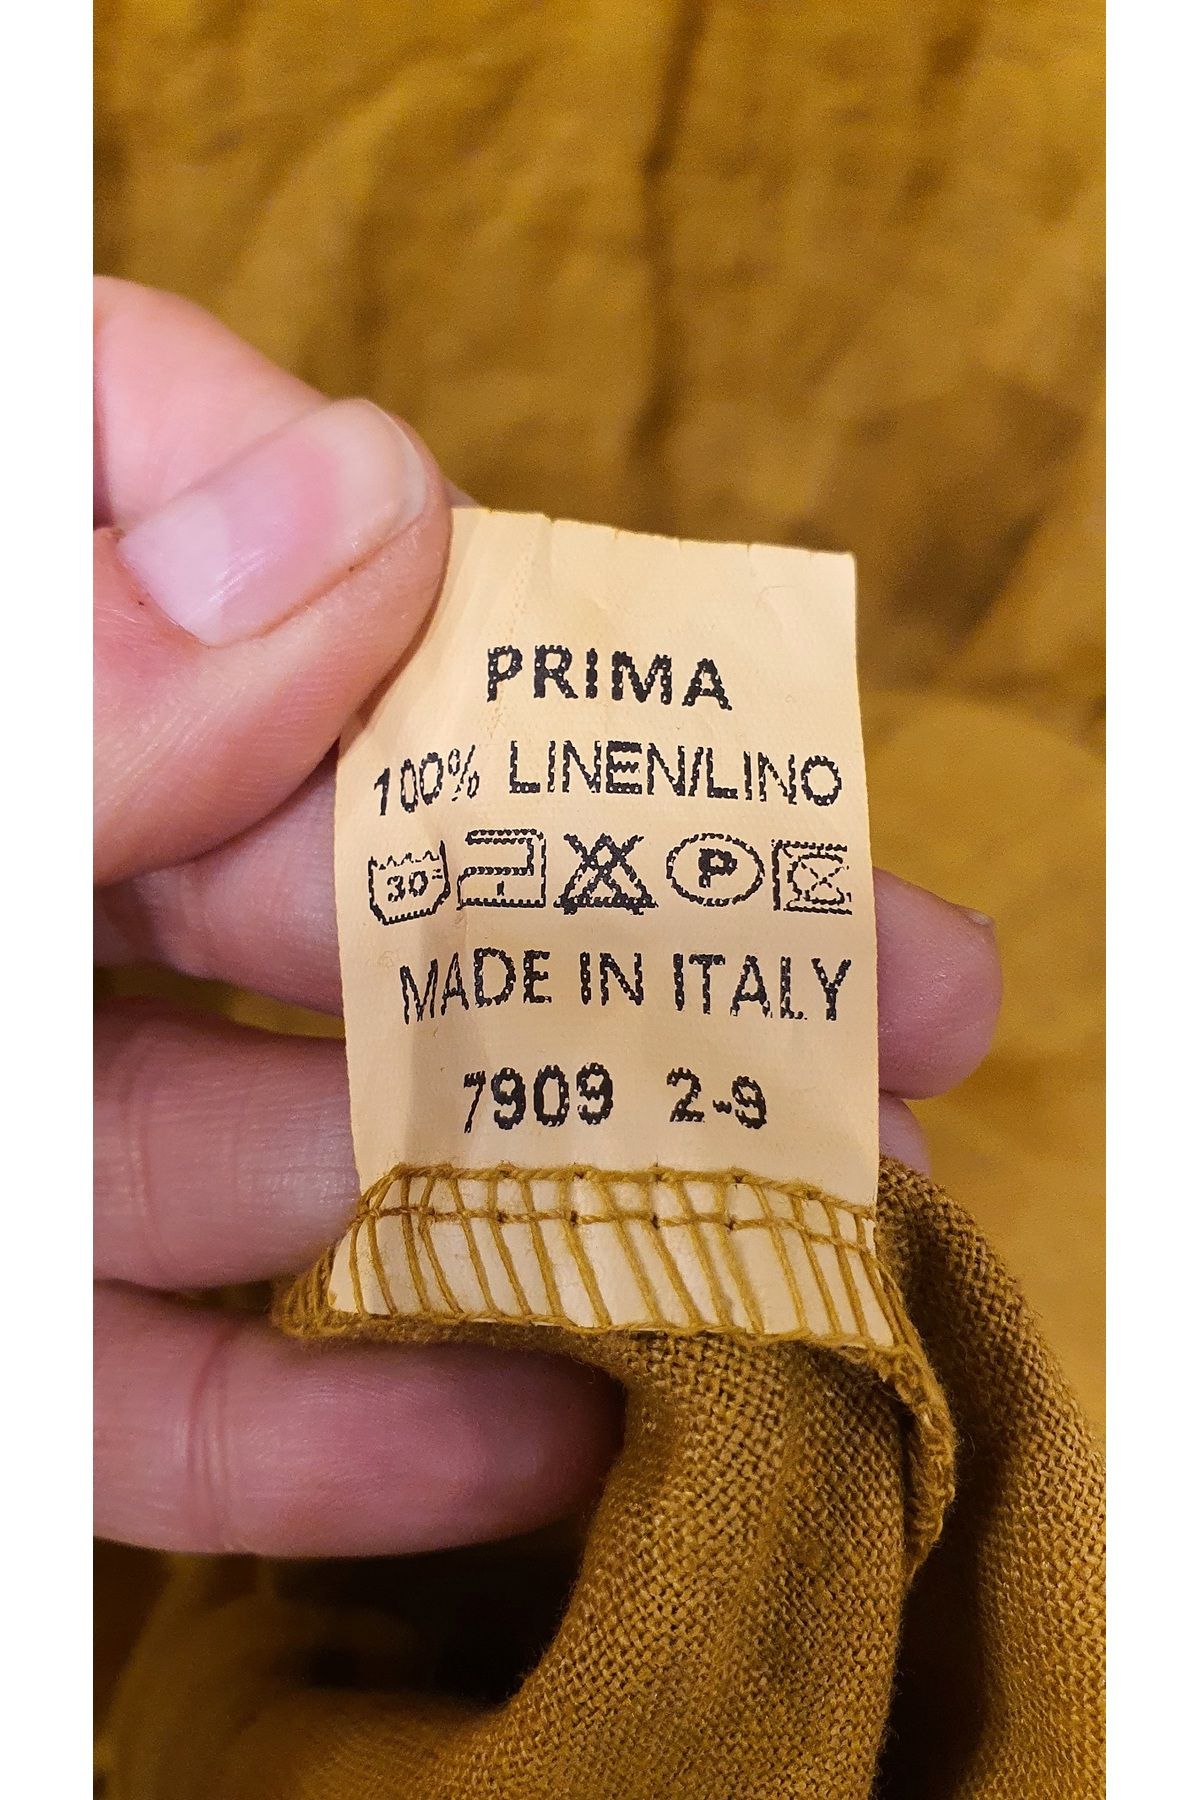 PRIMA
100% LINEN/LINO
30° P
MADE IN ITALY
7909 2-9